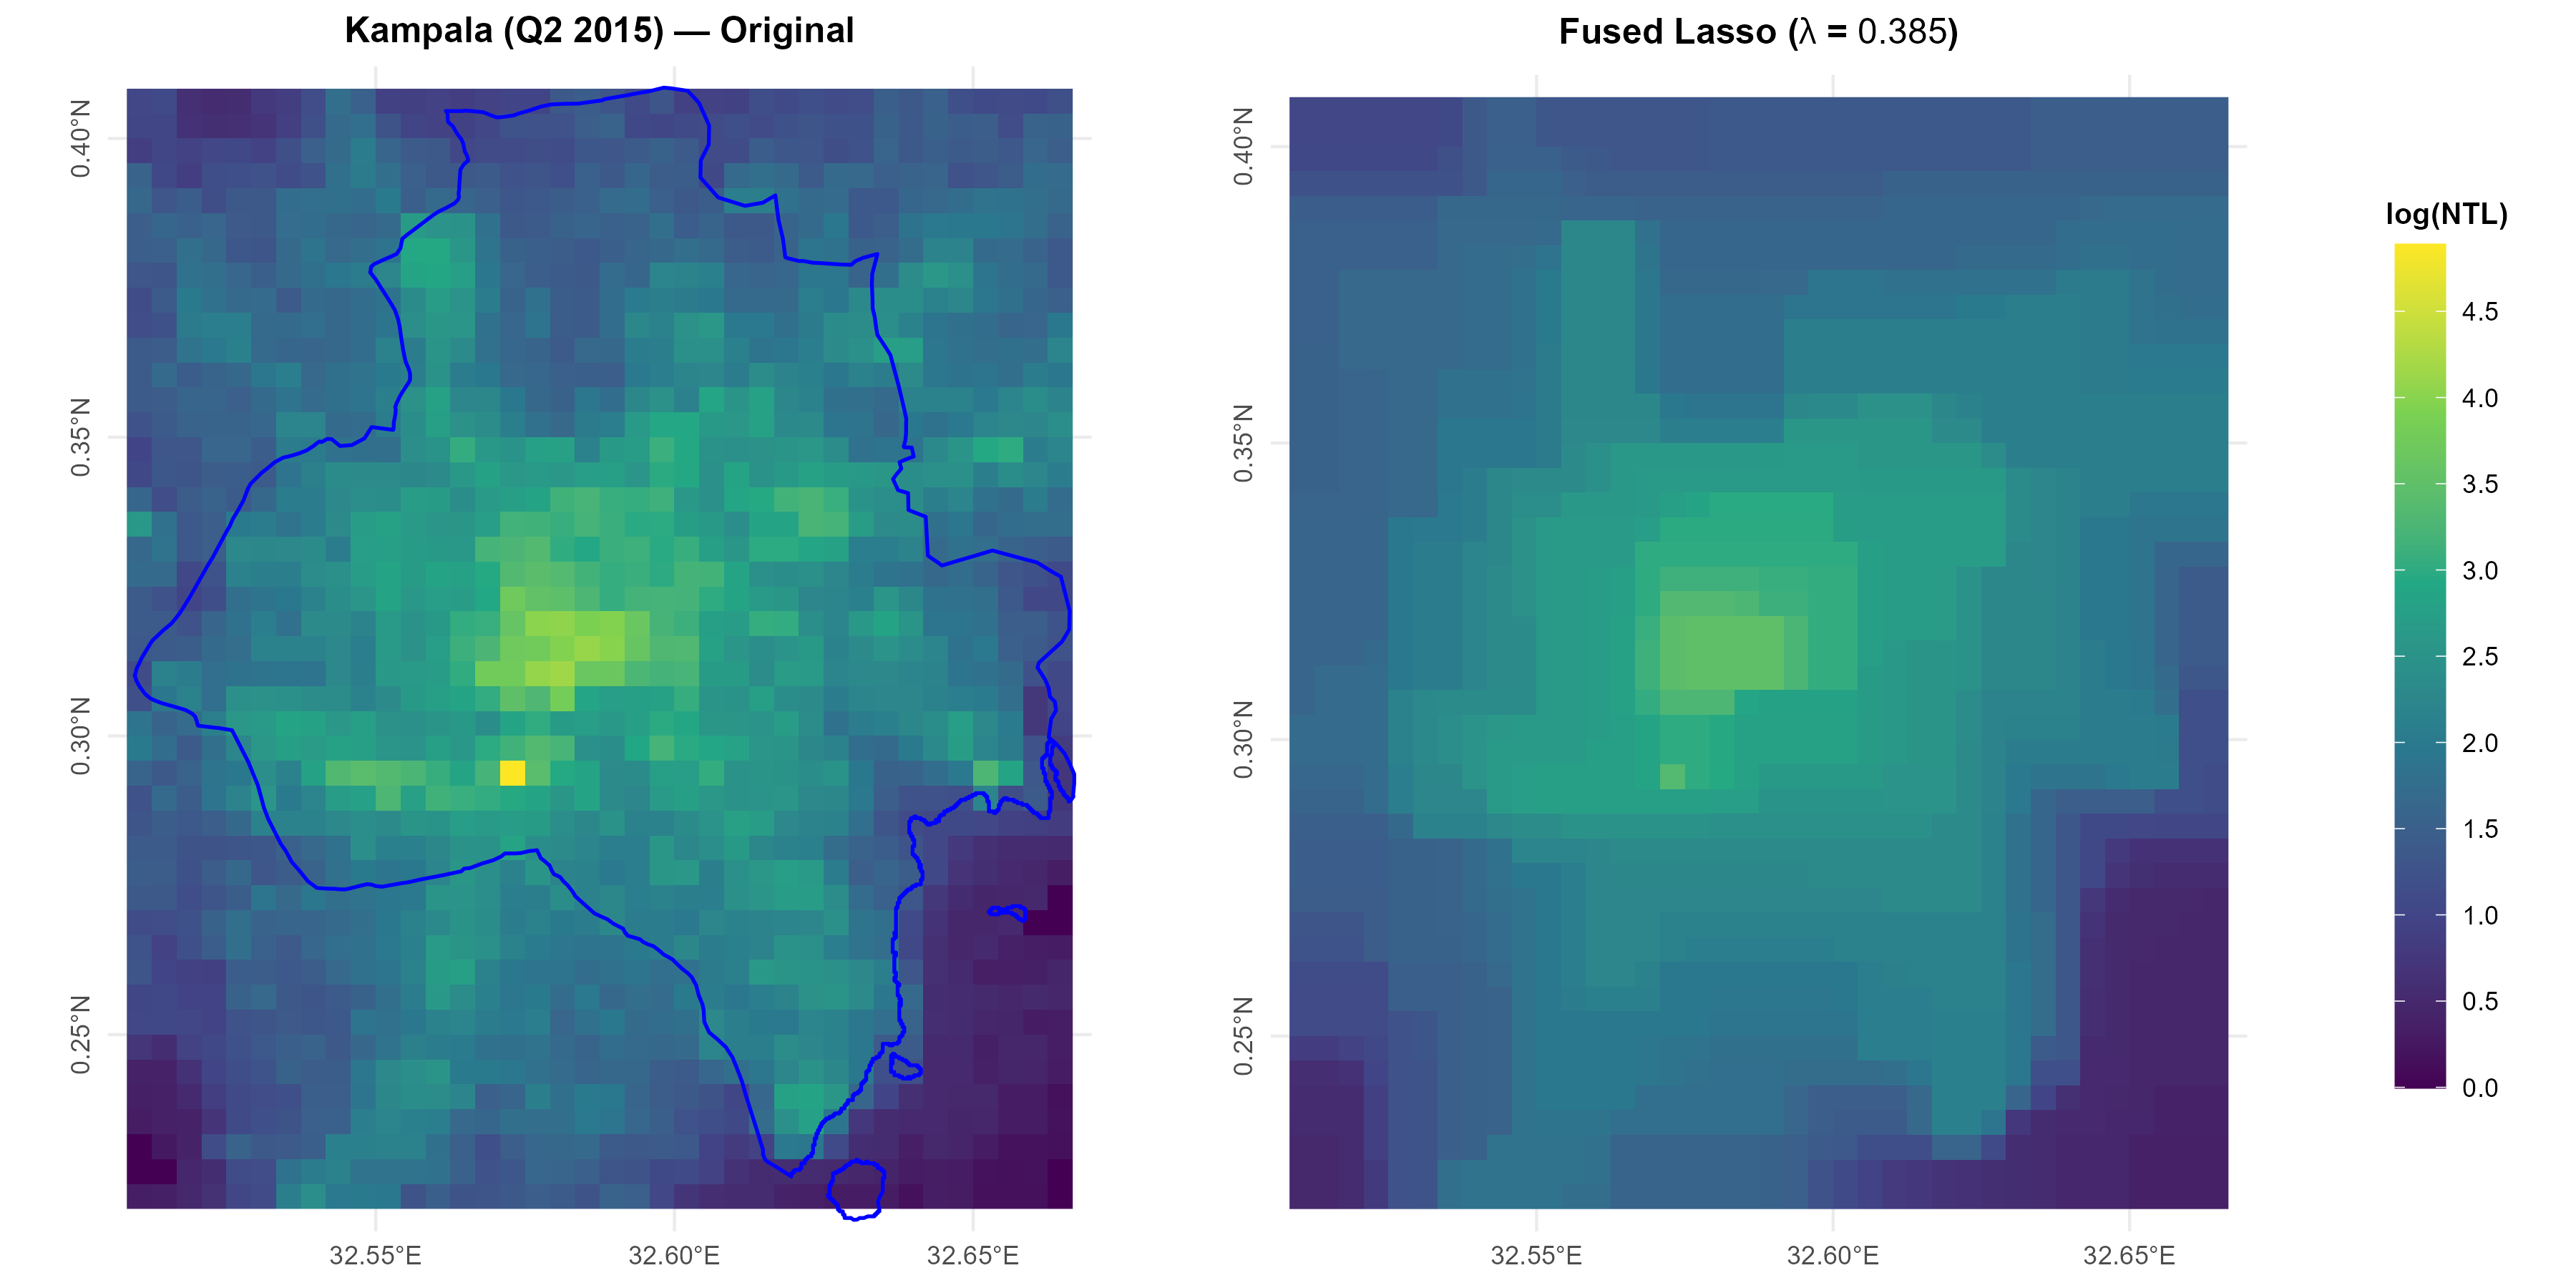 Kampala (Q2 2015) — Original
0.40°N
0.35°N
0.30°N
0.25°N
32.55°E
32.60°E
32.65°E
Fused Lasso (λ = 0.385)
0.40°N
0.35°N
0.30°N
0.25°N
32.55°E
32.60°E
32.65°E
log(NTL)
4.5
4.0
3.5
3.0
2.5
2.0
1.5
1.0
0.5
0.0